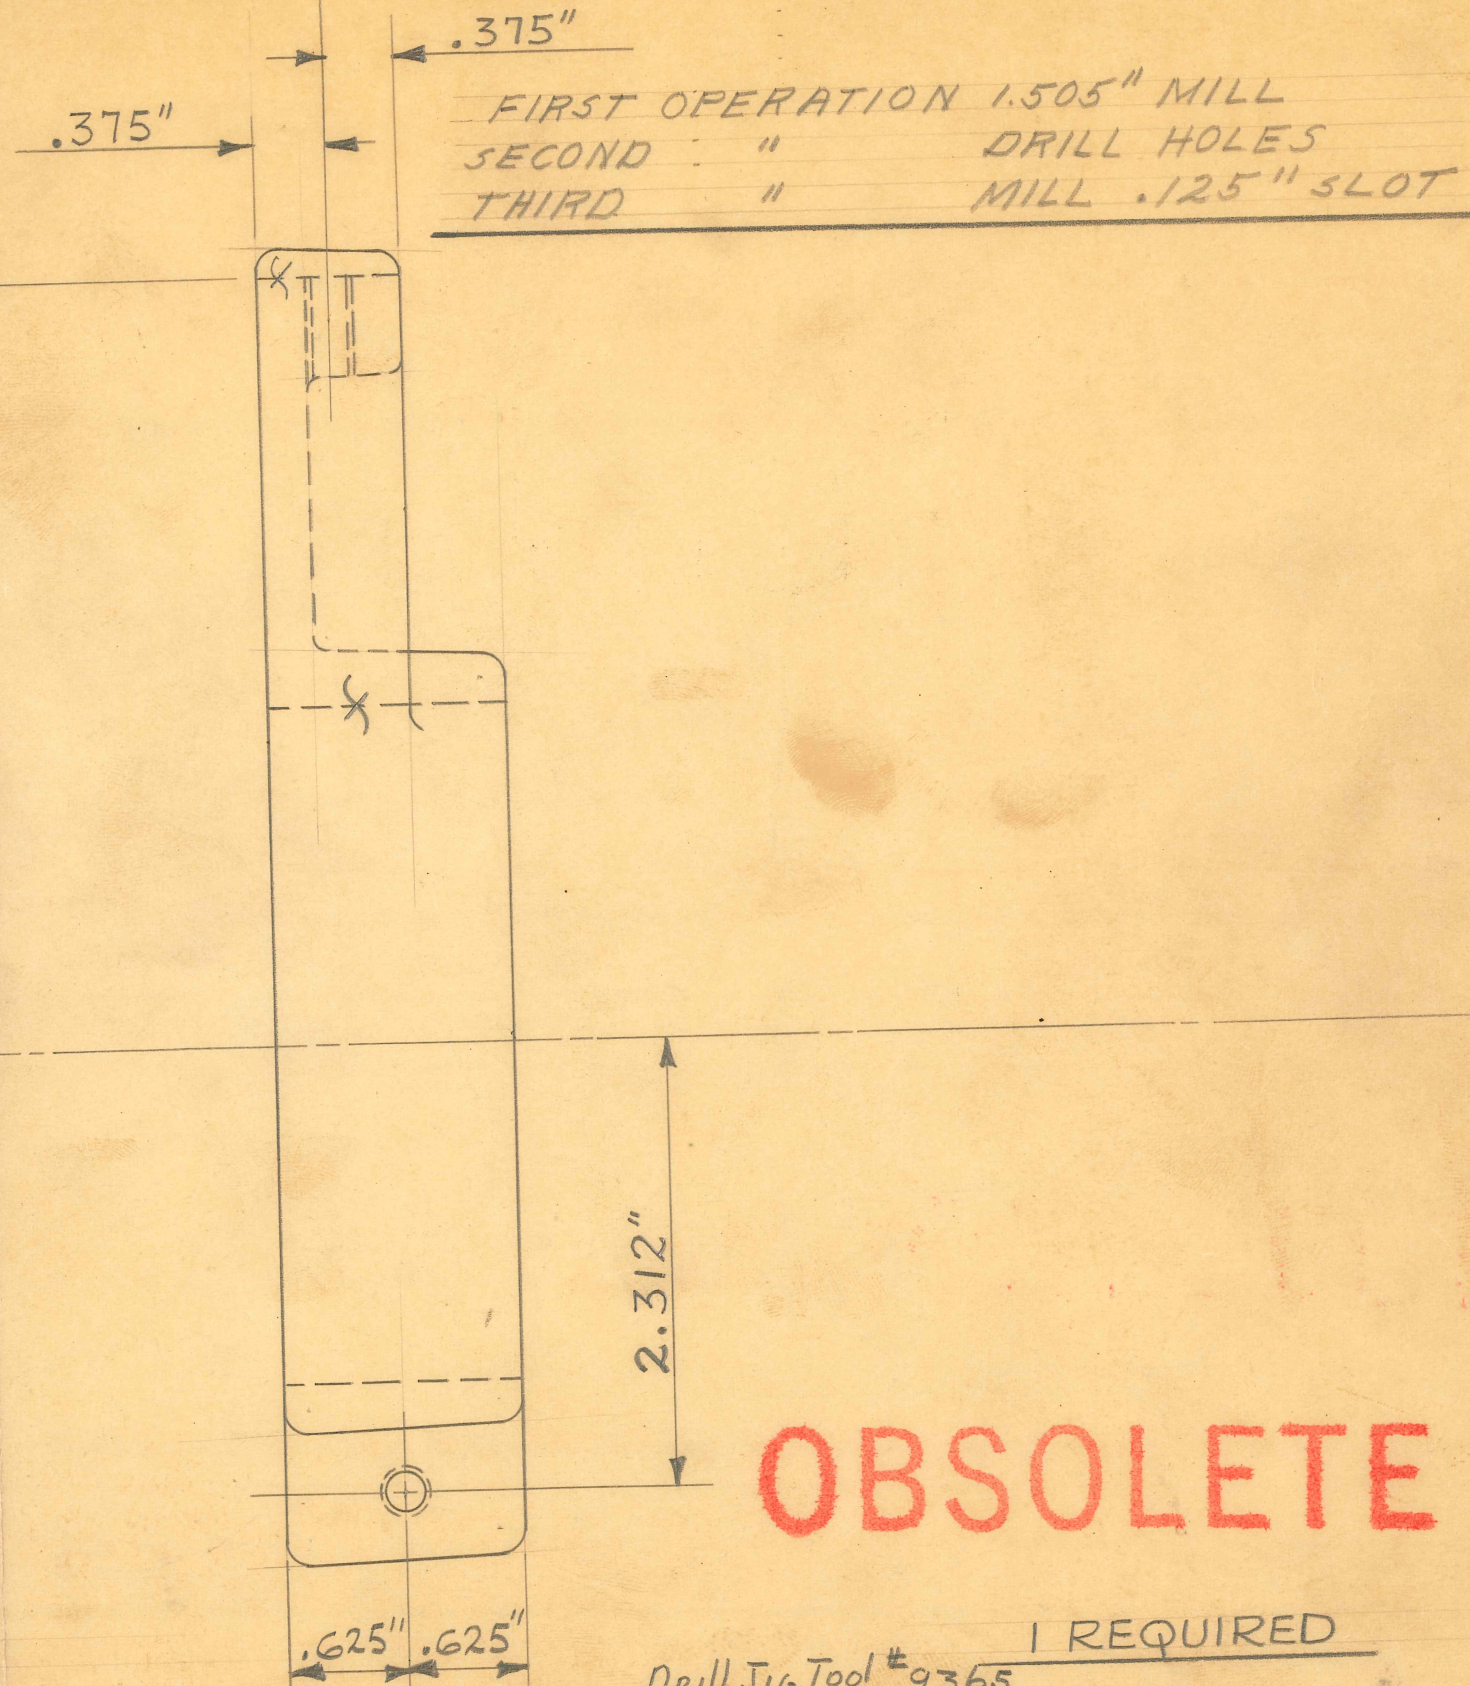 .375"
.375"
FIRST OPERATION 1.505" MILL
SECOND " DRILL HOLES
THIRD " MILL .125" SLOT
2.312"
OBSOLETE
.625" .625"
1 REQUIRED
Drill Jig Tool #9365